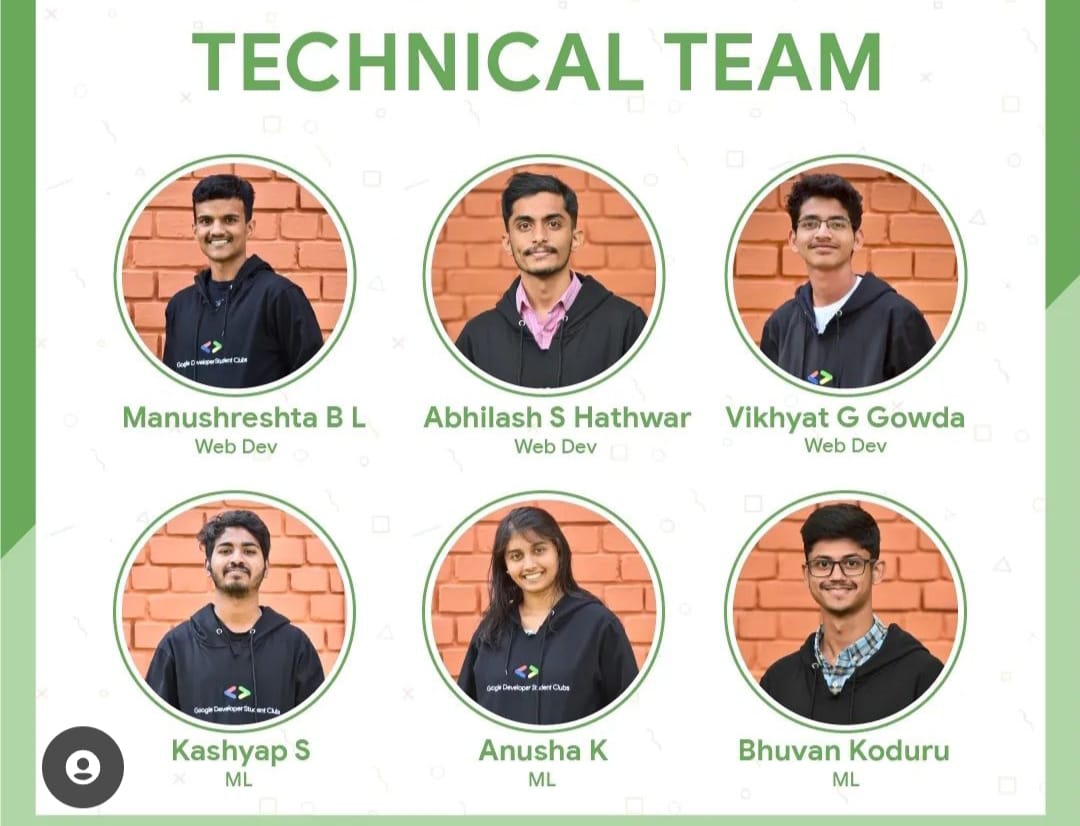 TECHNICAL TEAM
Google Developer Student Clubs
Manushreshta B L
Web Dev
Abhilash S Hathwar
Web Dev
Vikhyat G Gowda
Web Dev
Google Developer Student Clubs
Google Developer Student Clubs
Kashyap S
ML
Anusha K
ML
Bhuvan Koduru
ML